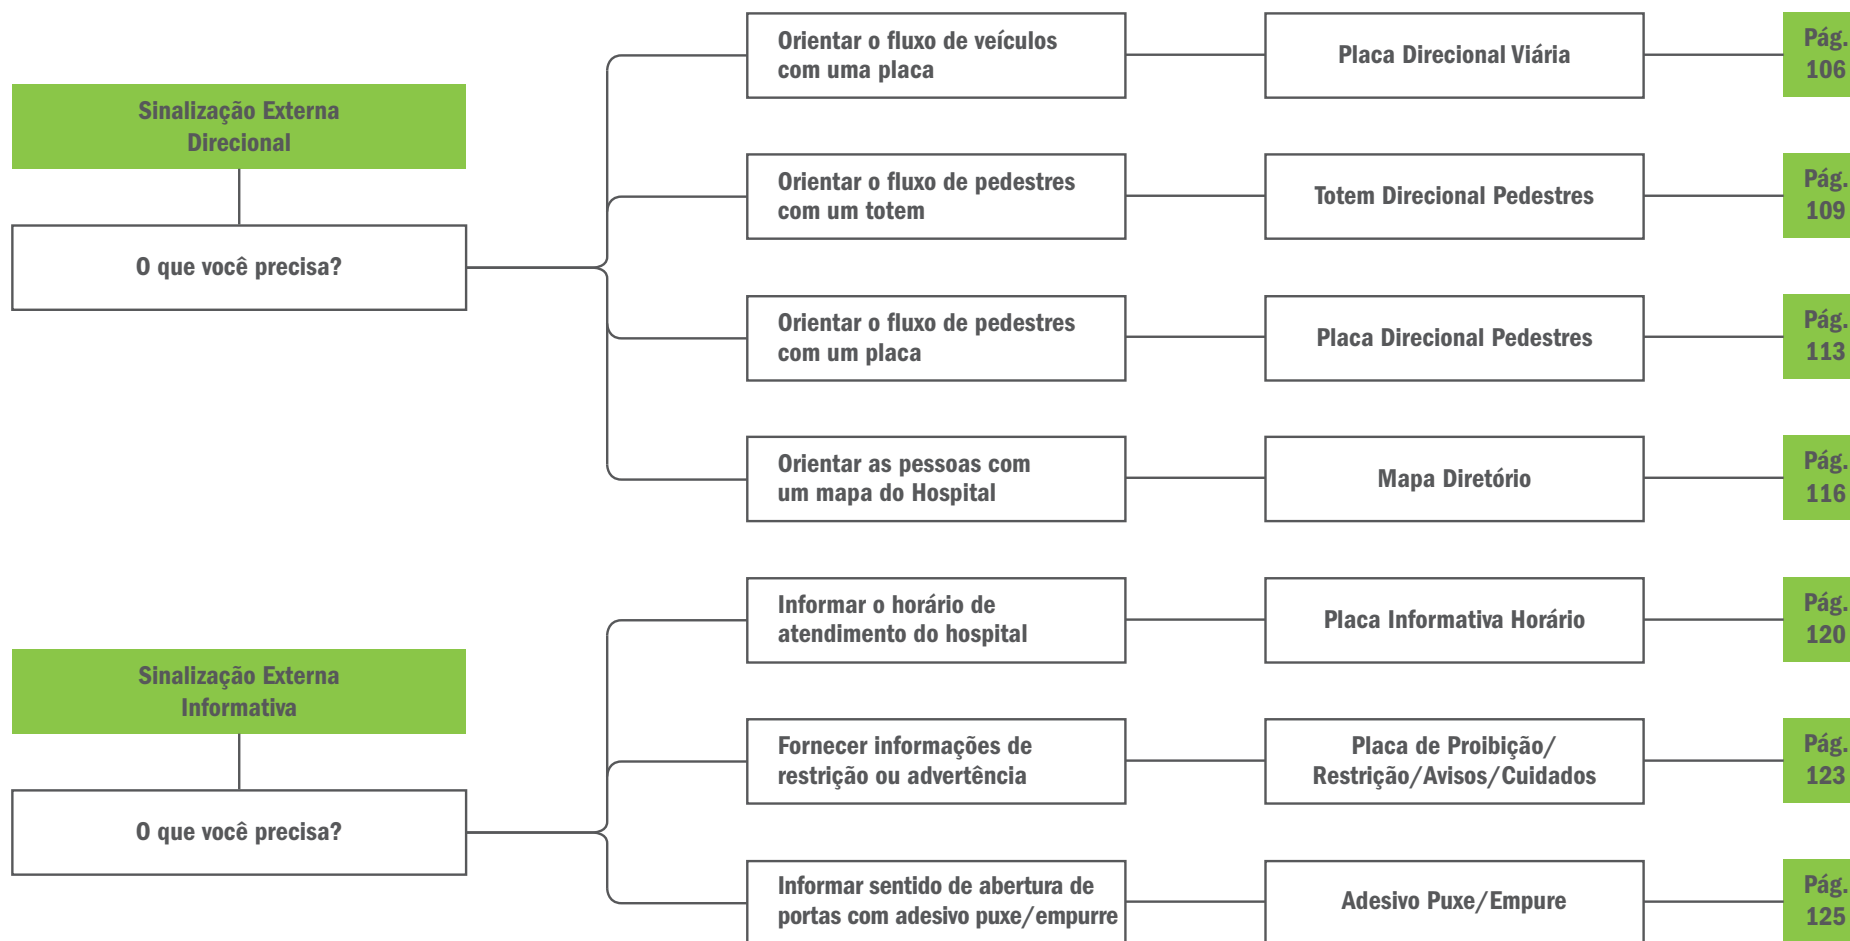 Sinalização Externa
Direcional
O que você precisa?
Orientar o fluxo de veículos
com uma placa
Placa Direcional Viária
Pág.
106
Orientar o fluxo de pedestres
com um totem
Totem Direcional Pedestres
Pág.
109
Orientar o fluxo de pedestres
com um placa
Placa Direcional Pedestres
Pág.
113
Orientar as pessoas com
um mapa do Hospital
Mapa Diretório
Pág.
116
Sinalização Externa
Informativa
O que você precisa?
Informar o horário de
atendimento do hospital
Placa Informativa Horário
Pág.
120
Fornecer informações de
restrição ou advertência
Placa de Proibição/
Restrição/Avisos/Cuidados
Pág.
123
Informar sentido de abertura de
portas com adesivo puxe/empurre
Adesivo Puxe/Empure
Pág.
125